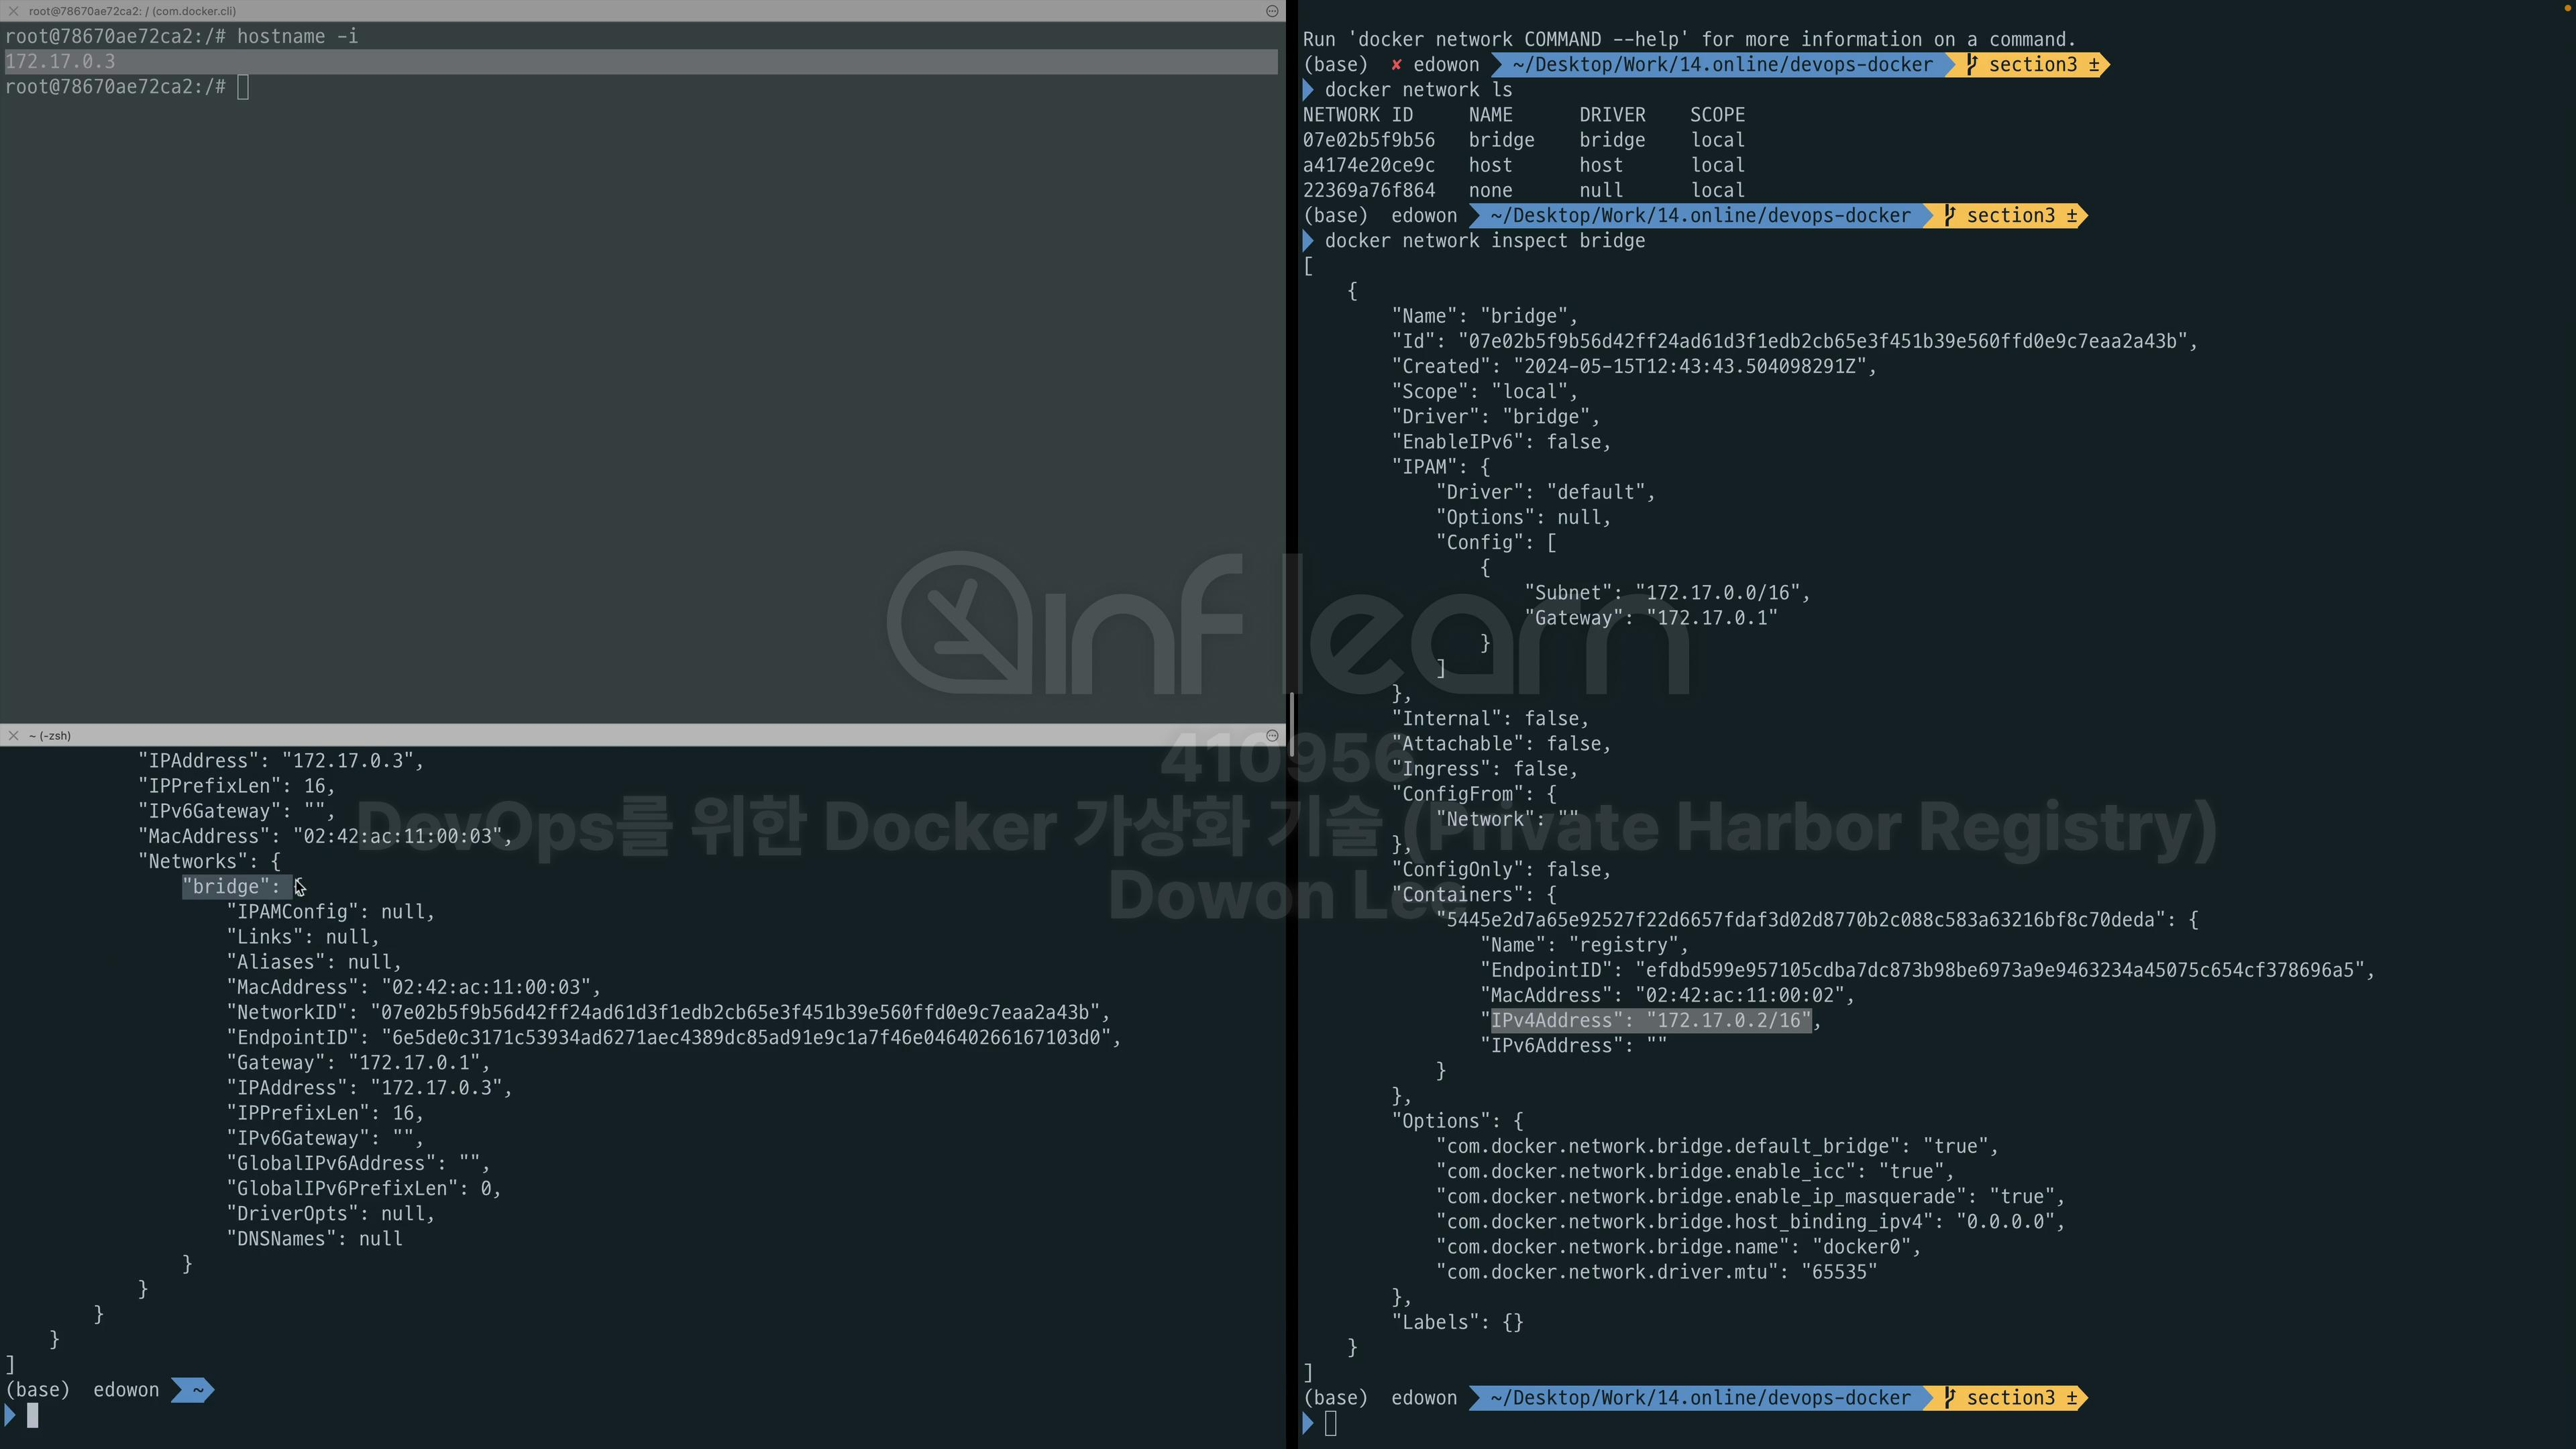 root@78670ae72ca2: / (com.docker.cli)
root@78670ae72ca2:/# hostname -i
172.17.0.3
root@78670ae72ca2:/#
~ (-zsh)
"IPAddress": "172.17.0.3",
"IPPrefixLen": 16,
"IPv6Gateway": "",
"MacAddress": "02:42:ac:11:00:03",
"Networks": {
"bridge": {
"IPAMConfig": null,
"Links": null,
"Aliases": null,
"MacAddress": "02:42:ac:11:00:03",
"NetworkID": "07e02b5f9b56d42ff24ad61d3f1edb2cb65e3f451b39e560ffd0e9c7eaa2a43b",
"EndpointID": "6e5de0c3171c53934ad6271aec4389dc85ad91e9c1a7f46e04640266167103d0",
"Gateway": "172.17.0.1",
"IPAddress": "172.17.0.3",
"IPPrefixLen": 16,
"IPv6Gateway": "",
"GlobalIPv6Address": "",
"GlobalIPv6PrefixLen": 0,
"DriverOpts": null,
"DNSNames": null
}
}
}
}
]
(base) edowon ~
Run 'docker network COMMAND --help' for more information on a command.
(base) ✘ edowon ~/Desktop/Work/14.online/devops-docker section3 ±
docker network ls
NETWORK ID NAME DRIVER SCOPE
07e02b5f9b56 bridge bridge local
a4174e20ce9c host host local
22369a76f864 none null local
(base) edowon ~/Desktop/Work/14.online/devops-docker section3 ±
docker network inspect bridge
[
{
"Name": "bridge",
"Id": "07e02b5f9b56d42ff24ad61d3f1edb2cb65e3f451b39e560ffd0e9c7eaa2a43b",
"Created": "2024-05-15T12:43:43.504098291Z",
"Scope": "local",
"Driver": "bridge",
"EnableIPv6": false,
"IPAM": {
"Driver": "default",
"Options": null,
"Config": [
{
"Subnet": "172.17.0.0/16",
"Gateway": "172.17.0.1"
}
]
},
"Internal": false,
"Attachable": false,
"Ingress": false,
"ConfigFrom": {
"Network": ""
},
"ConfigOnly": false,
"Containers": {
"5445e2d7a65e92527f22d6657fdaf3d02d8770b2c088c583a63216bf8c70deda": {
"Name": "registry",
"EndpointID": "efdbd599e957105cdba7dc873b98be6973a9e9463234a45075c654cf378696a5",
"MacAddress": "02:42:ac:11:00:02",
"IPv4Address": "172.17.0.2/16",
"IPv6Address": ""
}
},
"Options": {
"com.docker.network.bridge.default_bridge": "true",
"com.docker.network.bridge.enable_icc": "true",
"com.docker.network.bridge.enable_ip_masquerade": "true",
"com.docker.network.bridge.host_binding_ipv4": "0.0.0.0",
"com.docker.network.bridge.name": "docker0",
"com.docker.network.driver.mtu": "65535"
},
"Labels": {}
}
]
(base) edowon ~/Desktop/Work/14.online/devops-docker section3 ±
inflearn
410956
DevOps를 위한 Docker 가상화 기술 (Private Harbor Registry)
Dowon Lee